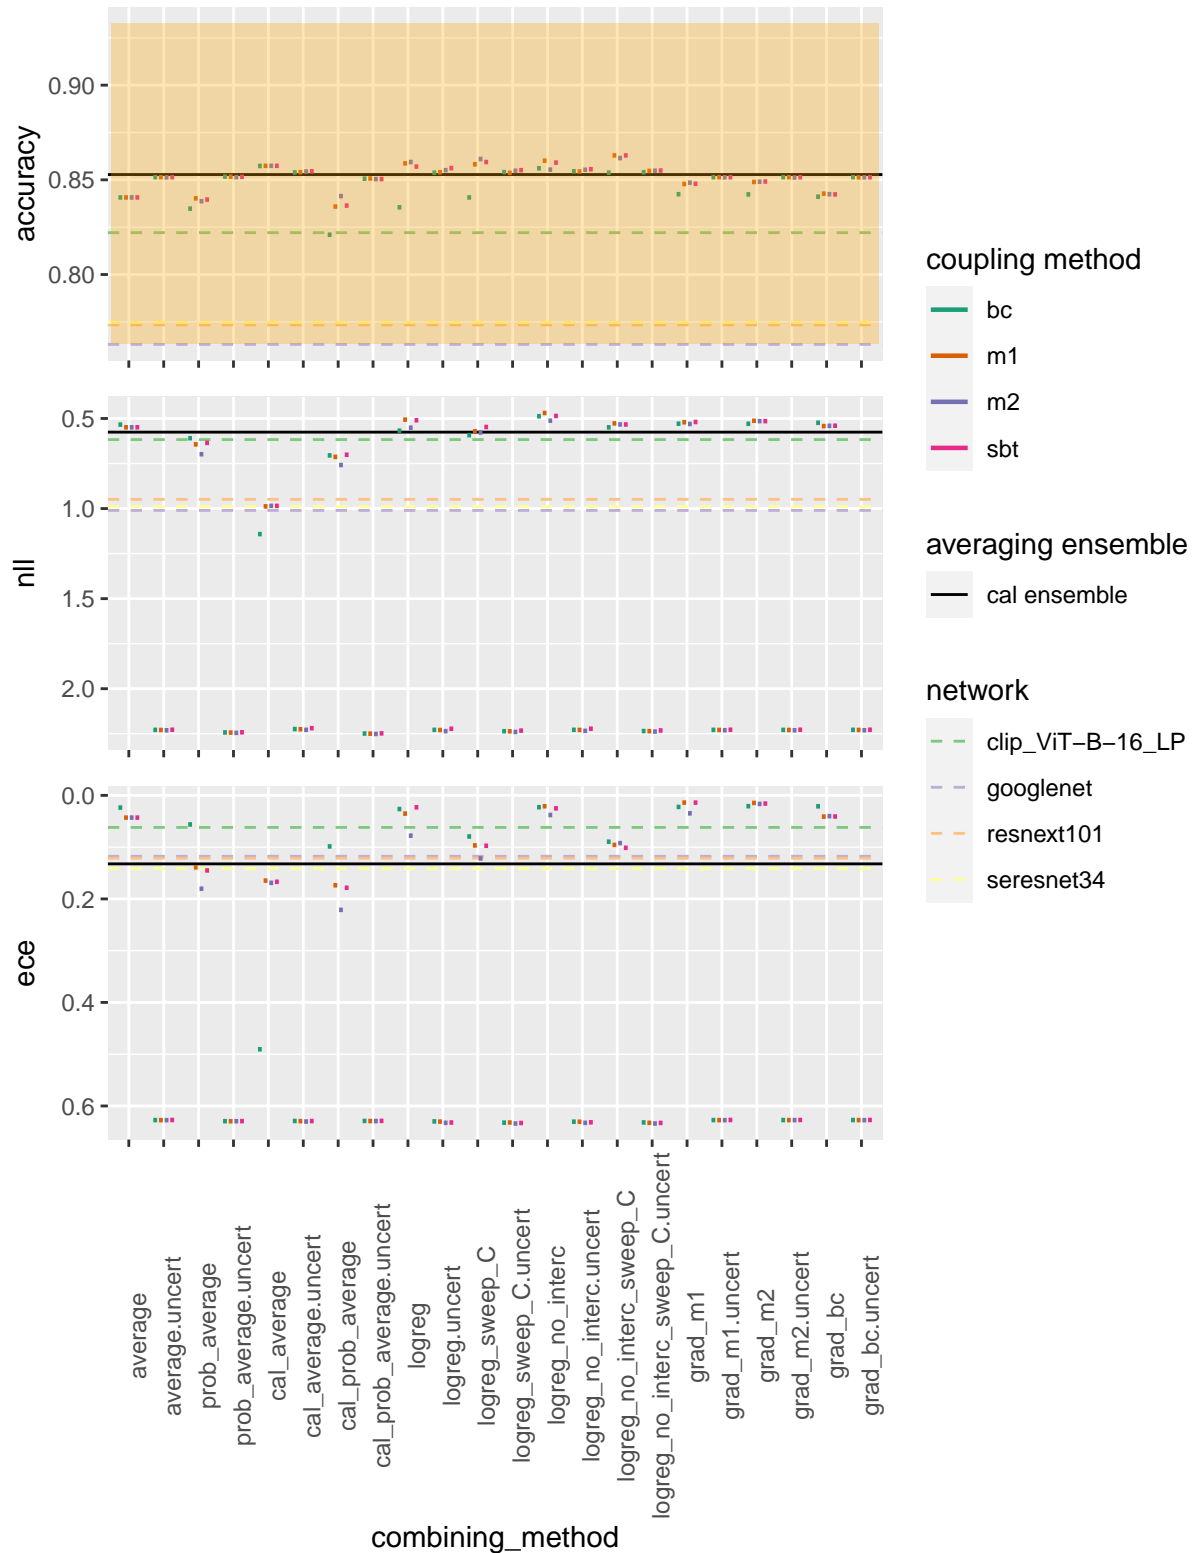 accuracy
0.90
0.85
0.80
nll
0.5
1.0
1.5
2.0
ece
0.0
0.2
0.4
0.6
average
average.uncert
prob_average
prob_average.uncert
cal_average
cal_average.uncert
cal_prob_average
cal_prob_average.uncert
logreg
logreg.uncert
logreg_sweep_C
logreg_sweep_C.uncert
logreg_no_interc
logreg_no_interc.uncert
logreg_no_interc_sweep_C
logreg_no_interc_sweep_C.uncert
grad_m1
grad_m1.uncert
grad_m2
grad_m2.uncert
grad_bc
grad_bc.uncert
combining_method
coupling method
bc
m1
m2
sbt
averaging ensemble
cal ensemble
network
clip_ViT−B−16_LP
googlenet
resnext101
seresnet34